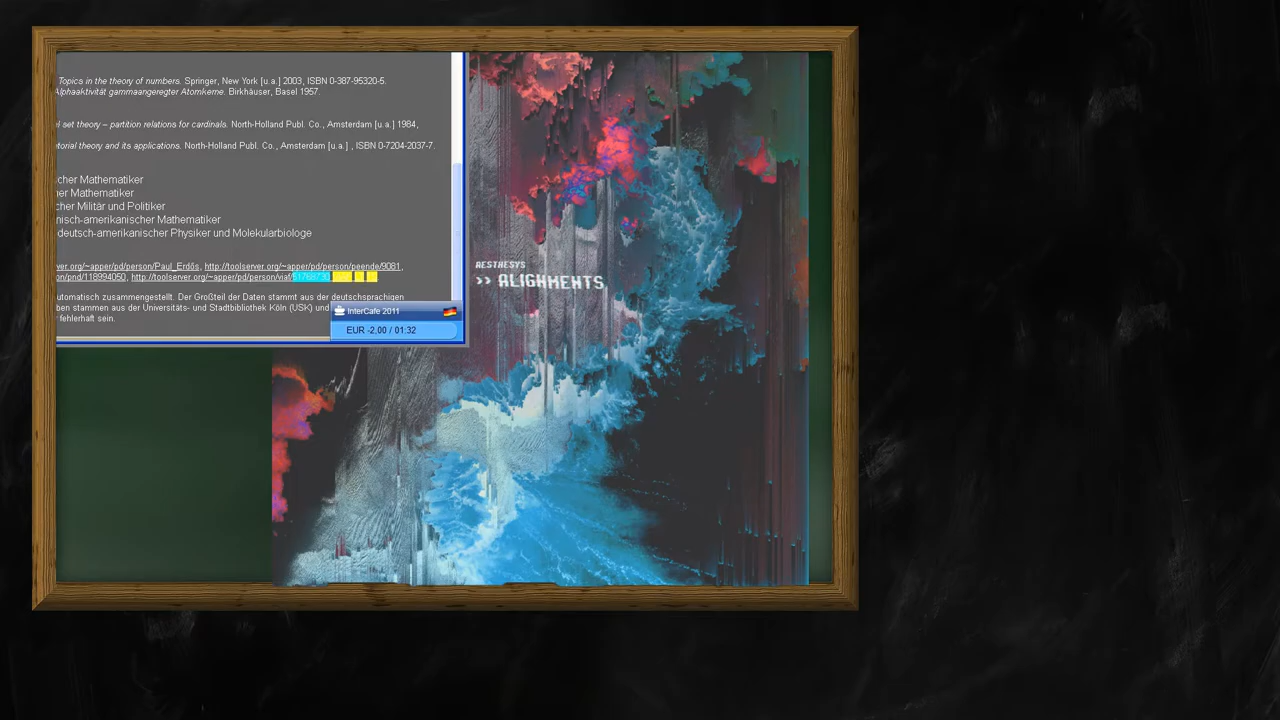 Topics in the theory of numbers. Springer, New York [u.a.] 2003, ISBN 0-387-95320-5.
Alphaaktivität gammaangeregter Atomkerne. Birkhäuser, Basel 1957.
set theory – partition relations for cardinals. North-Holland Publ. Co., Amsterdam [u.a.] 1984,
torial theory and its applications. North-Holland Publ. Co., Amsterdam [u.a.] , ISBN 0-7204-2037-7.
cher Mathematiker
her Mathematiker
cher Militär und Politiker
nisch-amerikanischer Mathematiker
deutsch-amerikanischer Physiker und Molekularbiologe
ver.org/~apper/pd/person/Paul_Erdős, http://toolserver.org/~apper/pd/person/peende/9081,
on/pnd/118994050, http://toolserver.org/~apper/pd/person/viaf/
utomatisch zusammengestellt. Der Großteil der Daten stammt aus der deutschsprachigen
ben stammen aus der Universitäts- und Stadtbibliothek Köln (USK) und
fehlerhaft sein.
InterCafe 2011
EUR -2,00 / 01:32
AESTHESYS
>> ALIGNMENTS